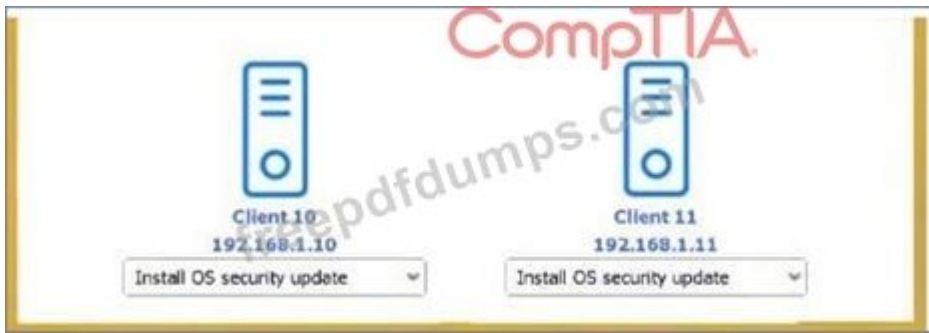 CompTIA.
freepdfdumps.com
Client 10
Client 11
192.168.1.10
192.168.1.11
Install OS security update
Install OS security update